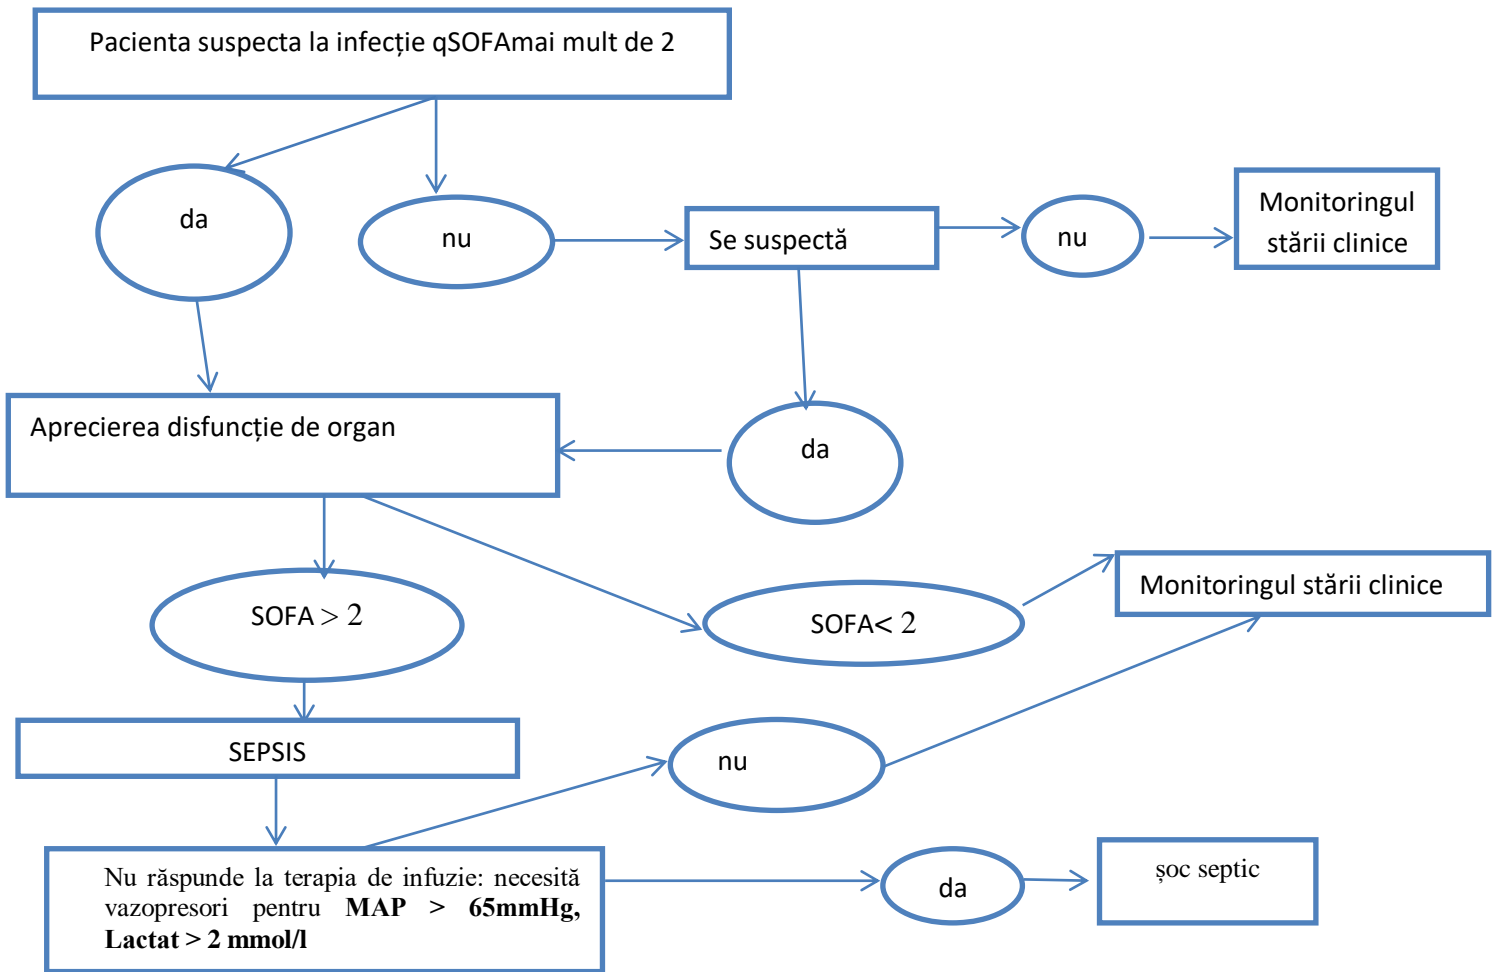 Pacienta suspecta la infecție qSOFAmai mult de 2
da
nu
Se suspectă
nu
Monitoringul
stării clinice
Aprecierea disfuncție de organ
da
SOFA > 2
SOFA< 2
Monitoringul stării clinice
SEPSIS
nu
Nu răspunde la terapia de infuzie: necesită
vazopresori pentru MAP > 65mmHg,
Lactat > 2 mmol/l
da
șoc septic